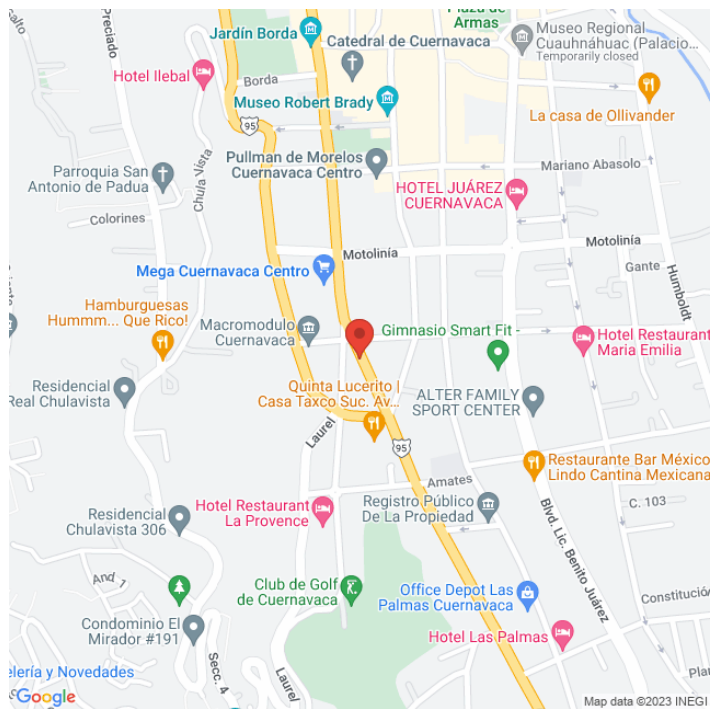 Plaza de
Armas
Jardín Borda
Catedral de Cuernavaca
Museo Regional
Cuauhnáhuac (Palacio...
Temporarily closed
Preciado
Hotel Ilebal
Borda
Museo Robert Brady
La casa de Ollivander
95
Pullman de Morelos
Cuernavaca Centro
Mariano Abasolo
Parroquia San
Antonio de Padua
Chula Vista
HOTEL JUÁREZ
CUERNAVACA
Colorines
Motolinía
Motolinía
Mega Cuernavaca Centro
Gante
Humboldt
Hamburguesas
Hummm... Que Rico!
Macromodulo
Cuernavaca
Gimnasio Smart Fit -
Hotel Restaurant
Maria Emilia
Residencial
Real Chulavista
Quinta Lucerito |
Casa Taxco Suc. Av...
ALTER FAMILY
SPORT CENTER
Laurel
95
Restaurante Bar México
Lindo Cantina Mexicana
Amates
Residencial
Chulavista 306
Hotel Restaurant
La Provence
Registro Público
De La Propiedad
C. 103
Blvd. Lic. Benito Juárez
And. 1
Club de Golf
de Cuernavaca
Office Depot Las
Palmas Cuernavaca
Constitución
Condominio El
Mirador #191
Hotel Las Palmas
Secc. 4
Laurel
elería y Novedades
Plau
Google
Map data ©2023 INEGI